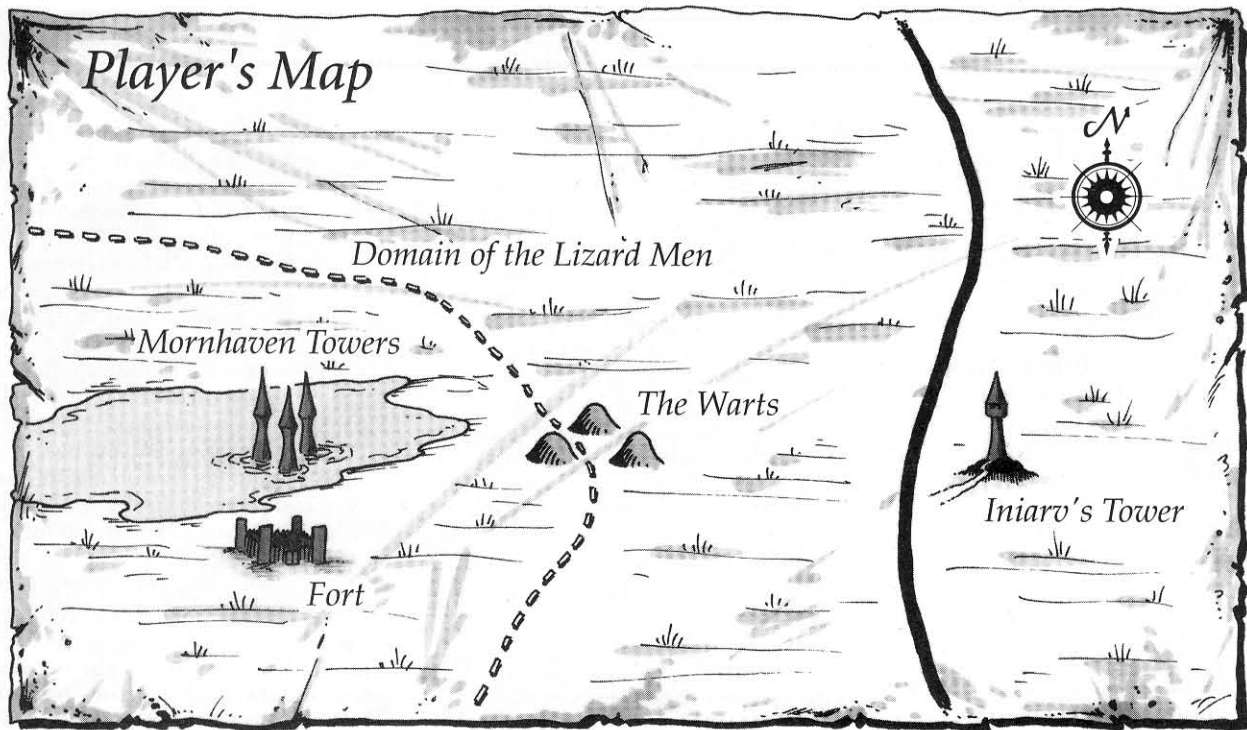 Player's Map
N
Domain of the Lizard Men
Mornhaven Towers
The Warts
Iniarv's Tower
Fort